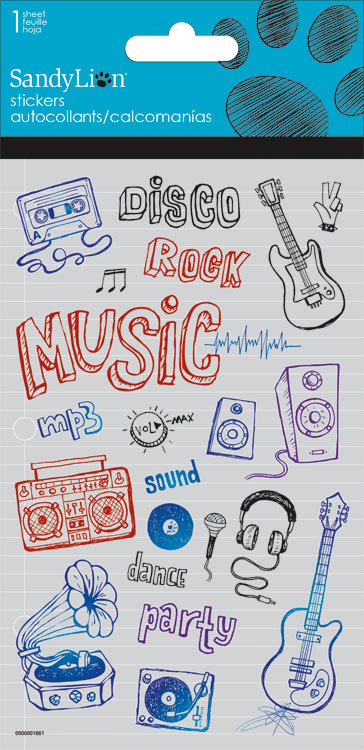 1 sheet
feuille
hoja
SandyLion®
stickers
autocollants/calcomanías
DISCO
A
ROCK
MUSIC
mp3
VOL
MAX
sound
dance
party
0000001661